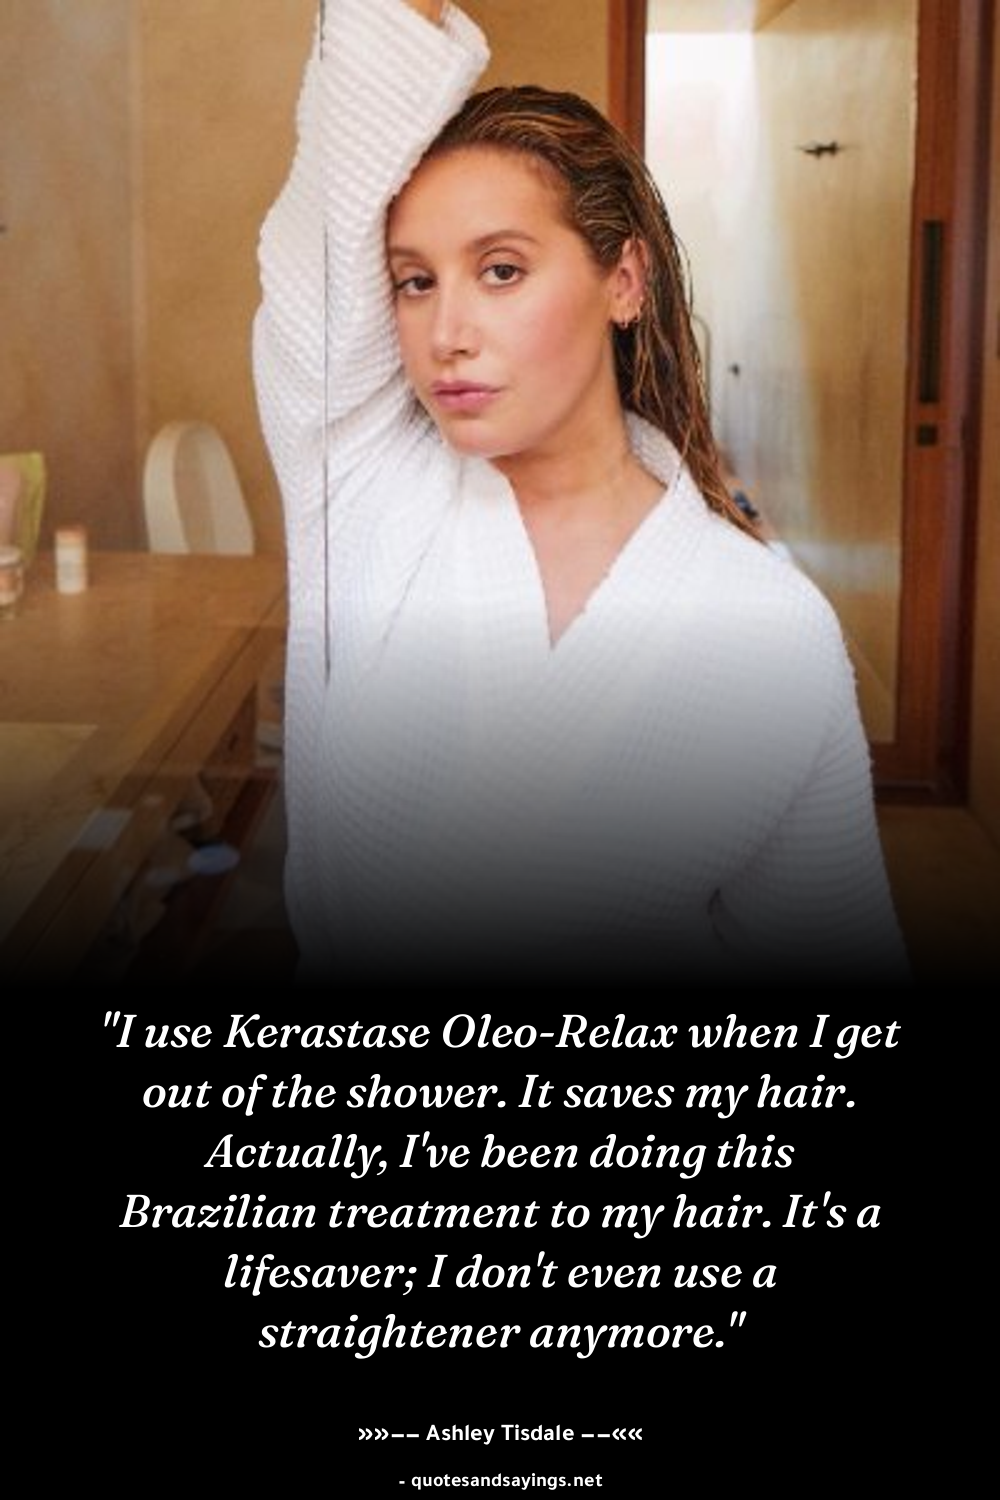 "I use Kerastase Oleo-Relax when I get
out of the shower. It saves my hair.
Actually, I've been doing this
Brazilian treatment to my hair. It's a
lifesaver; I don't even use a
straightener anymore."
»»–– Ashley Tisdale ––««
- quotesandsayings.net